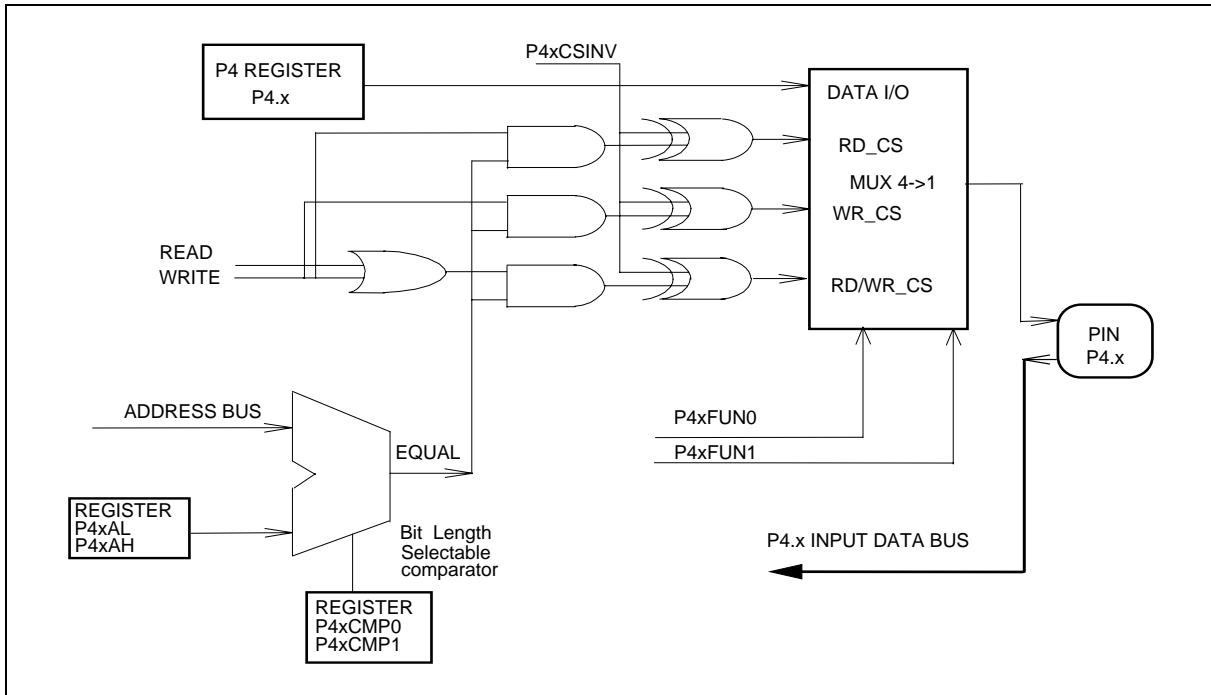 P4xCSINV
P4 REGISTER
P4.x
DATA I/O
RD_CS
MUX 4->1
WR_CS
READ
WRITE
RD/WR_CS
PIN
P4.x
ADDRESS BUS
P4xFUN0
EQUAL
P4xFUN1
REGISTER
P4xAL
P4xAH
Bit Length
Selectable
comparator
P4.x INPUT DATA BUS
REGISTER
P4xCMP0
P4xCMP1